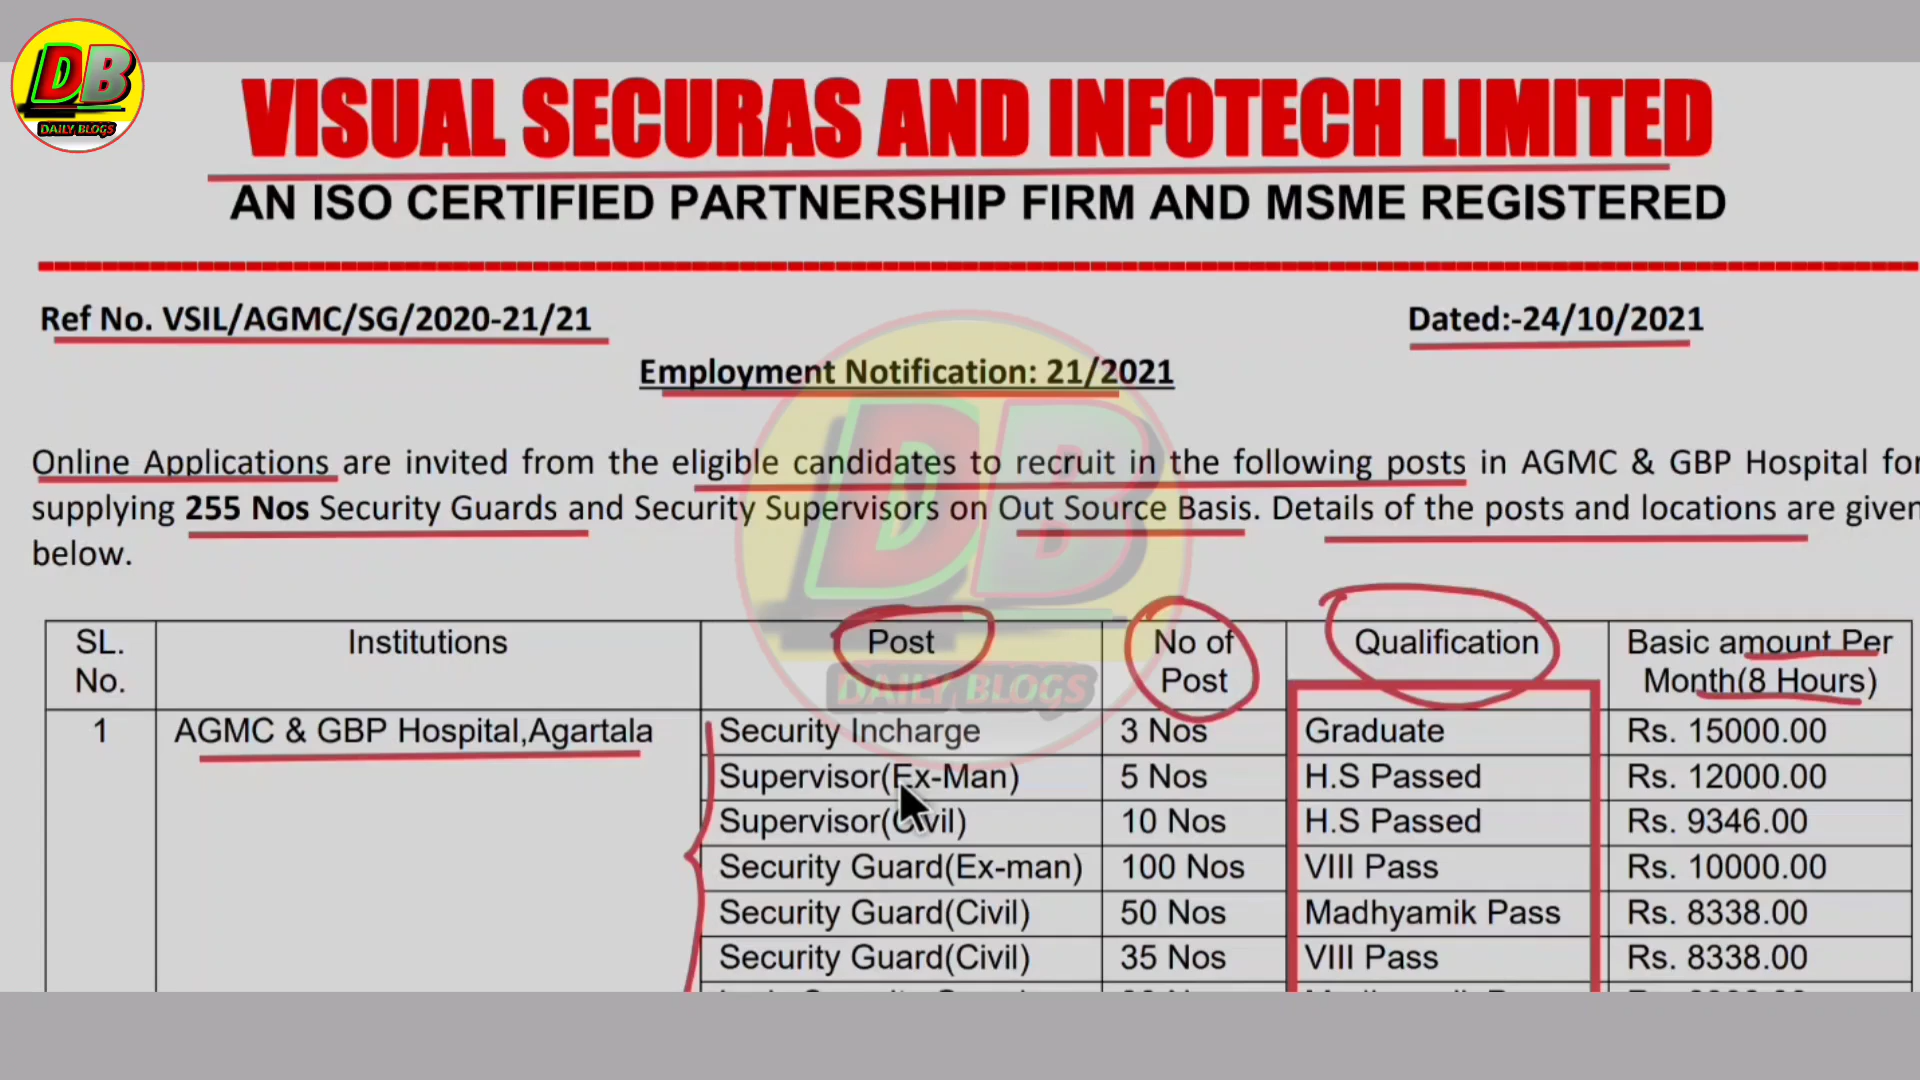 DB
DAILY BLOGS
VISUAL SECURAS AND INFOTECH LIMITED
AN ISO CERTIFIED PARTNERSHIP FIRM AND MSME REGISTERED
Ref No. VSIL/AGMC/SG/2020-21/21 Dated:-24/10/2021
Employment Notification: 21/2021
Online Applications are invited from the eligible candidates to recruit in the following posts in AGMC & GBP Hospital for
supplying 255 Nos Security Guards and Security Supervisors on Out Source Basis. Details of the posts and locations are given
below.
DB
DAILY BLOGS
SL. No. Institutions Post No of Post Qualification Basic amount Per Month(8 Hours)
1 AGMC & GBP Hospital,Agartala Security Incharge 3 Nos Graduate Rs. 15000.00
Supervisor(Ex-Man) 5 Nos H.S Passed Rs. 12000.00
Supervisor(Civil) 10 Nos H.S Passed Rs. 9346.00
Security Guard(Ex-man) 100 Nos VIII Pass Rs. 10000.00
Security Guard(Civil) 50 Nos Madhyamik Pass Rs. 8338.00
Security Guard(Civil) 35 Nos VIII Pass Rs. 8338.00